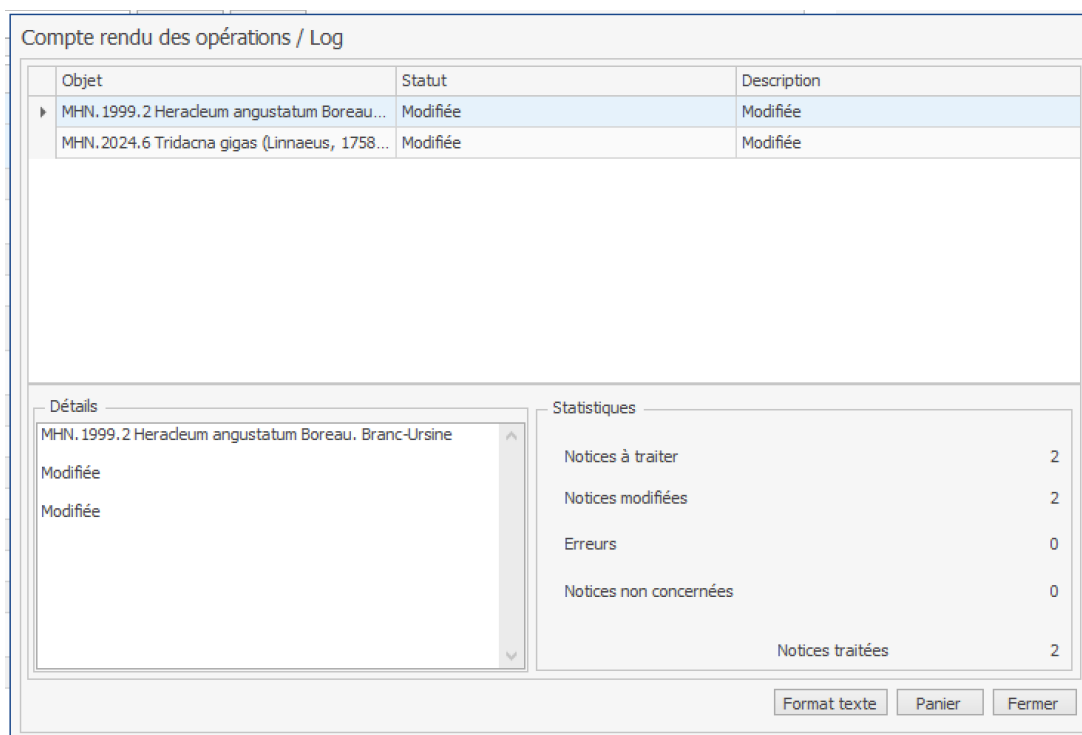 Compte rendu des opérations / Log
Objet Statut Description
MHN.1999.2 Heracleum angustatum Boreau... Modifiée Modifiée
MHN.2024.6 Tridacna gigas (Linnaeus, 1758... Modifiée Modifiée
Détails
MHN.1999.2 Heracleum angustatum Boreau. Branc-Ursine
Modifiée
Modifiée
Statistiques
Notices à traiter 2
Notices modifiées 2
Erreurs 0
Notices non concernées 0
Notices traitées 2
Format texte Panier Fermer